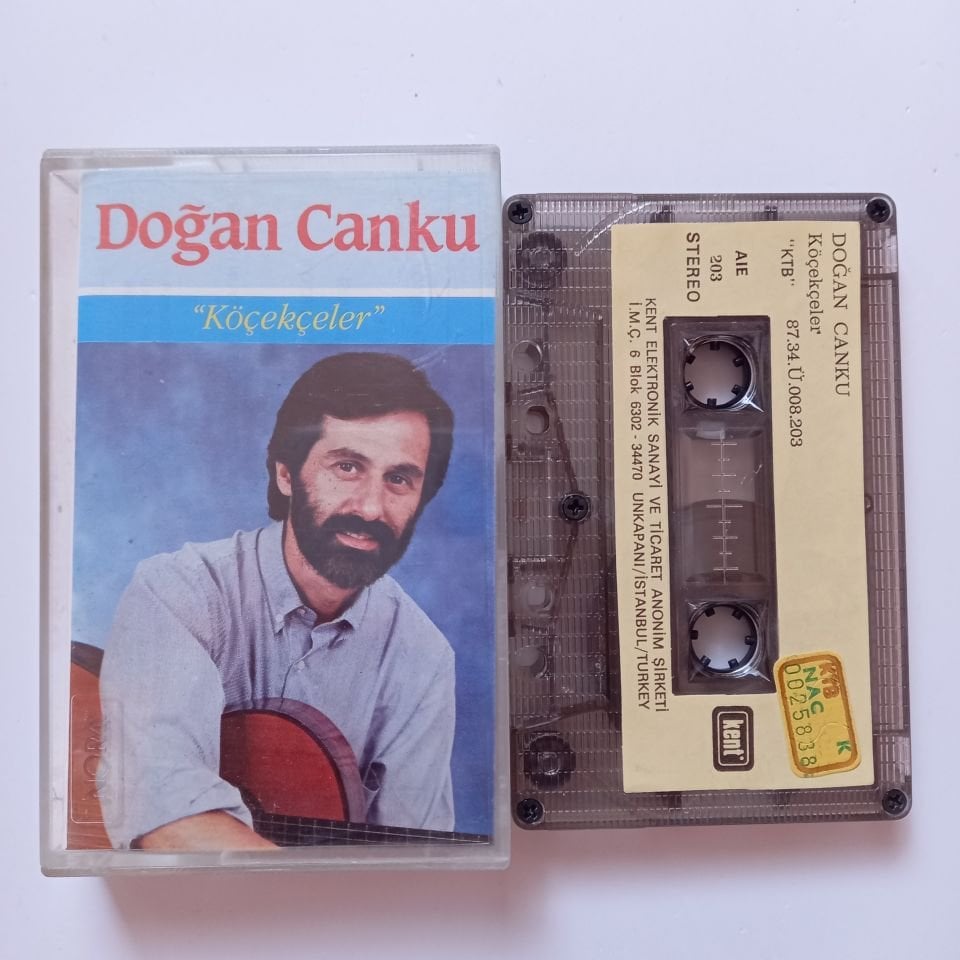 Doğan Canku
“Köçekçeler”
DOĞAN CANKU
Köçekçeler
"KTB"
87.34.Ü.008.203
AIE
203
STEREO
KENT ELEKTRONİK SANAYİ VE TİCARET ANONİM ŞİRKETİ
İ.M.Ç. 6 Blok 6302 - 34470 UNKAPANI/İSTANBUL/TURKEY
kent
KTB
K
NAC
0025838